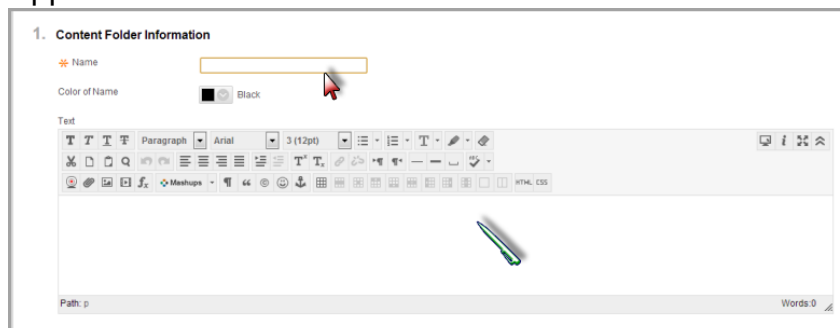 1. Content Folder Information
Name
Color of Name
Black
Text
T T T T Paragraph Arial 3 (12pt) T
T T
fx Mashups HTML CSS
Path: p Words:0